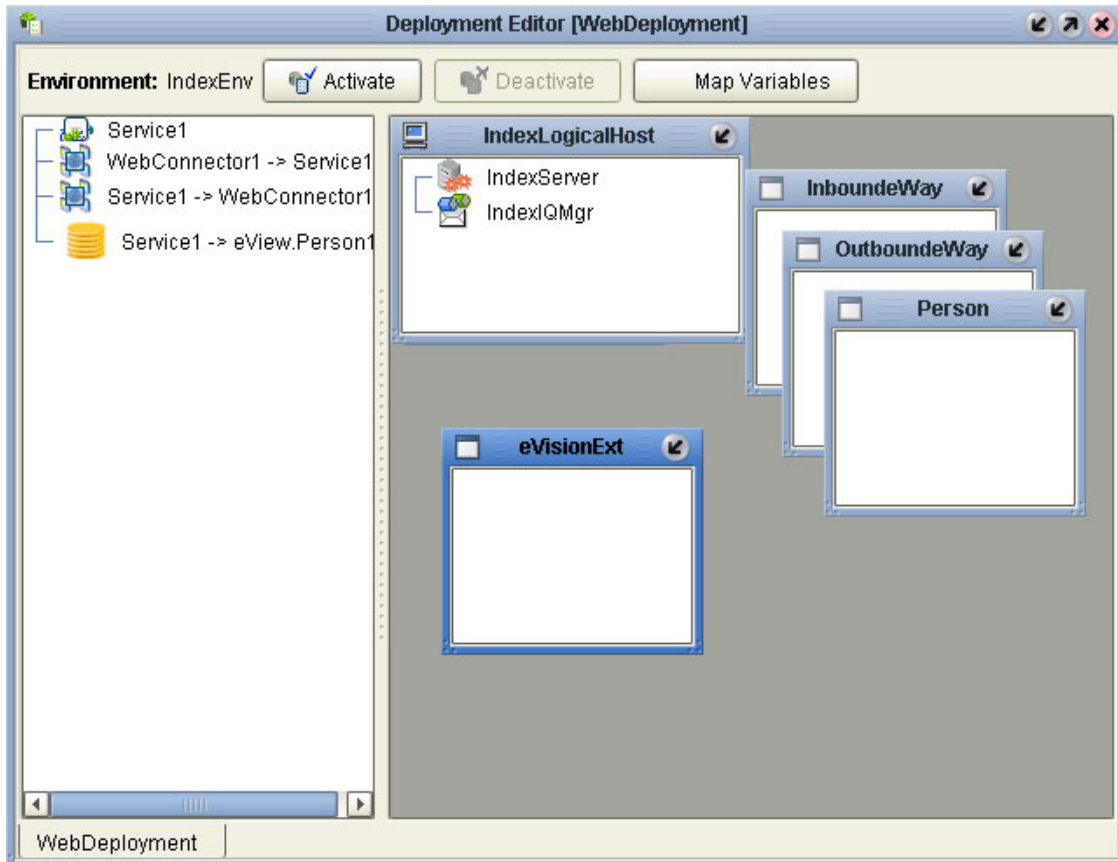 Deployment Editor [WebDeployment]
Environment: IndexEnv
Activate
Deactivate
Map Variables
Service1
WebConnector1 -> Service1
Service1 -> WebConnector1
Service1 -> eView.Person1
IndexLogicalHost
IndexServer
IndexIQMgr
InboundeWay
OutboundeWay
Person
eVisionExt
WebDeployment